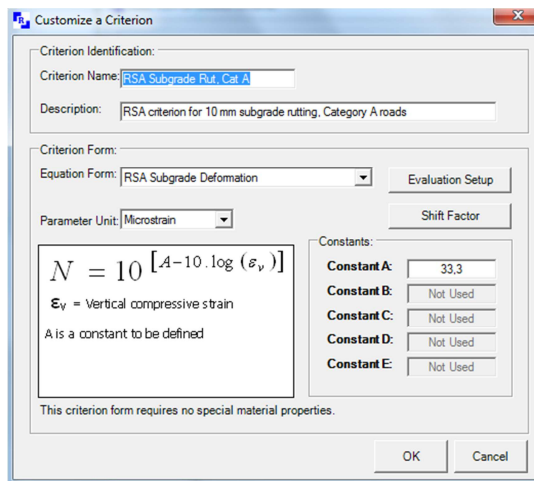 Customize a Criterion
Criterion Identification:
Criterion Name: RSA Subgrade Rut, Cat A
Description: RSA criterion for 10 mm subgrade rutting, Category A roads
Criterion Form:
Equation Form: RSA Subgrade Deformation
Evaluation Setup
Parameter Unit: Microstrain
Shift Factor
N = 10 [A-10.log (εv)]
εv = Vertical compressive strain
A is a constant to be defined
Constants:
Constant A: 33,3
Constant B: Not Used
Constant C: Not Used
Constant D: Not Used
Constant E: Not Used
This criterion form requires no special material properties.
OK Cancel